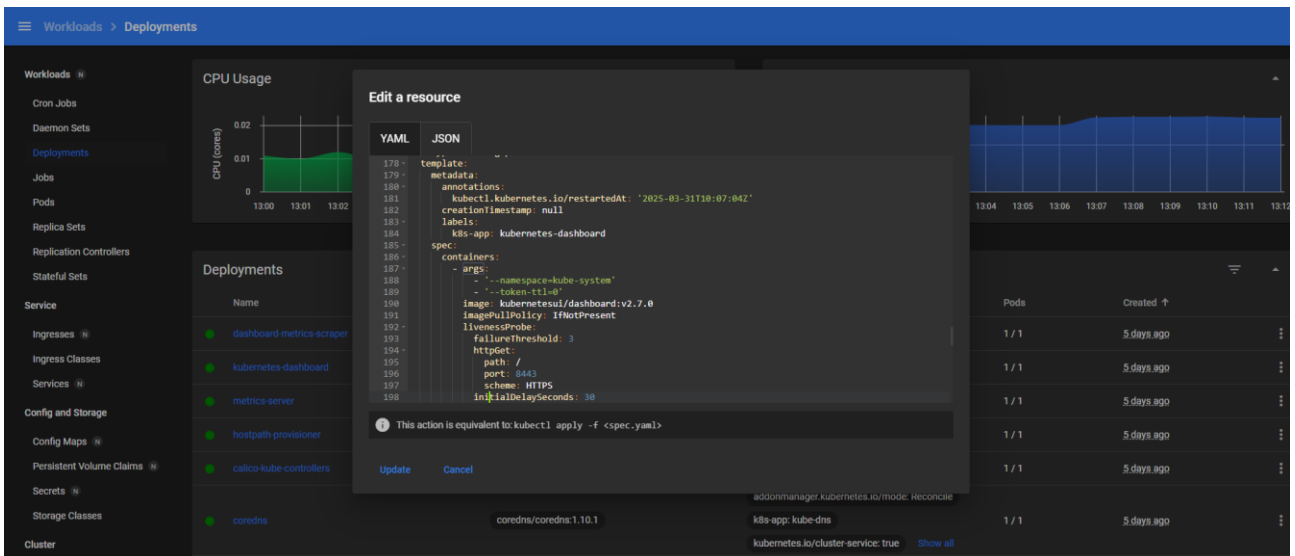 Workloads > Deployments
Workloads N
Cron Jobs
Daemon Sets
Deployments
Jobs
Pods
Replica Sets
Replication Controllers
Stateful Sets
Service
Ingresses N
Ingress Classes
Services N
Config and Storage
Config Maps N
Persistent Volume Claims N
Secrets N
Storage Classes
Cluster
CPU Usage
CPU (cores)
0.02
0.01
0
13:00 13:01 13:02
Edit a resource
YAML JSON
178 template:
179 metadata:
180 annotations:
181 kubectl.kubernetes.io/restartedAt: '2025-03-31T10:07:04Z'
182 creationTimestamp: null
183 labels:
184 k8s-app: kubernetes-dashboard
185 spec:
186 containers:
187 - args:
188 - '--namespace=kube-system'
189 - '--token-ttl=0'
190 image: kubernetesui/dashboard:v2.7.0
191 imagePullPolicy: IfNotPresent
192 livenessProbe:
193 failureThreshold: 3
194 httpGet:
195 path: /
196 port: 8443
197 scheme: HTTPS
198 initialDelaySeconds: 30
This action is equivalent to: kubectl apply -f <spec.yaml>
Update Cancel
13:04 13:05 13:06 13:07 13:08 13:09 13:10 13:11 13:12
Deployments
Name Pods Created ↑
dashboard-metrics-scraper 1 / 1 5 days ago
kubernetes-dashboard 1 / 1 5 days ago
metrics-server 1 / 1 5 days ago
hostpath-provisioner 1 / 1 5 days ago
calico-kube-controllers 1 / 1 5 days ago
addonmanager.kubernetes.io/mode: Reconcile
coredns coredns/coredns:1.10.1 k8s-app: kube-dns 1 / 1 5 days ago
kubernetes.io/cluster-service: true Show all